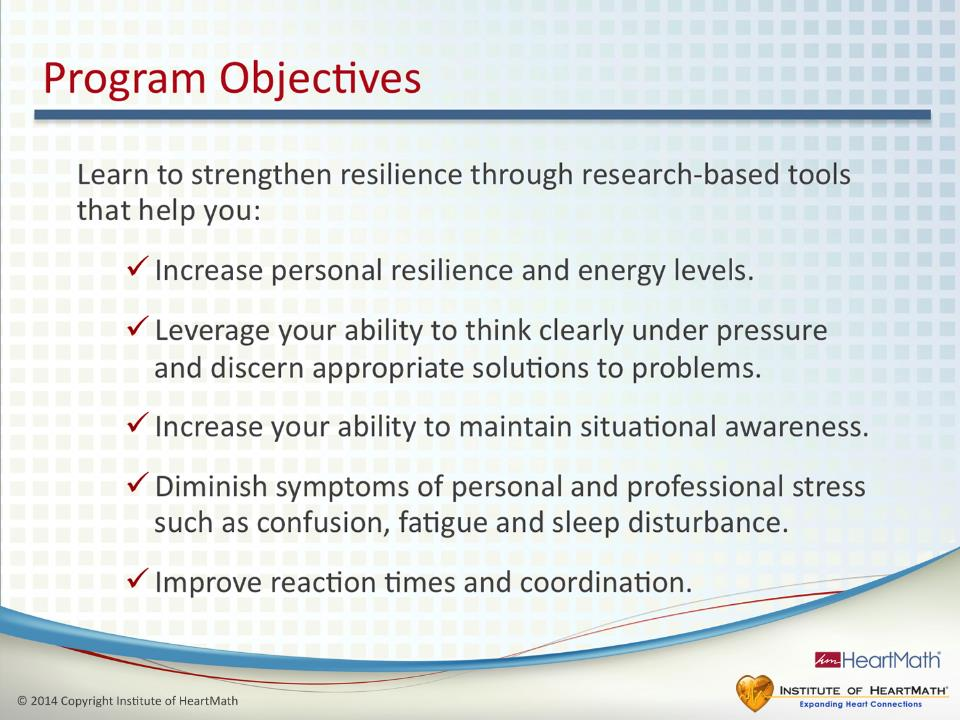 Program Objectives
Learn to strengthen resilience through research-based tools
that help you:
✓ Increase personal resilience and energy levels.
✓ Leverage your ability to think clearly under pressure
and discern appropriate solutions to problems.
✓ Increase your ability to maintain situational awareness.
✓ Diminish symptoms of personal and professional stress
such as confusion, fatigue and sleep disturbance.
✓ Improve reaction times and coordination.
hm HeartMath®
© 2014 Copyright Institute of HeartMath
INSTITUTE OF HEARTMATH®
Expanding Heart Connections